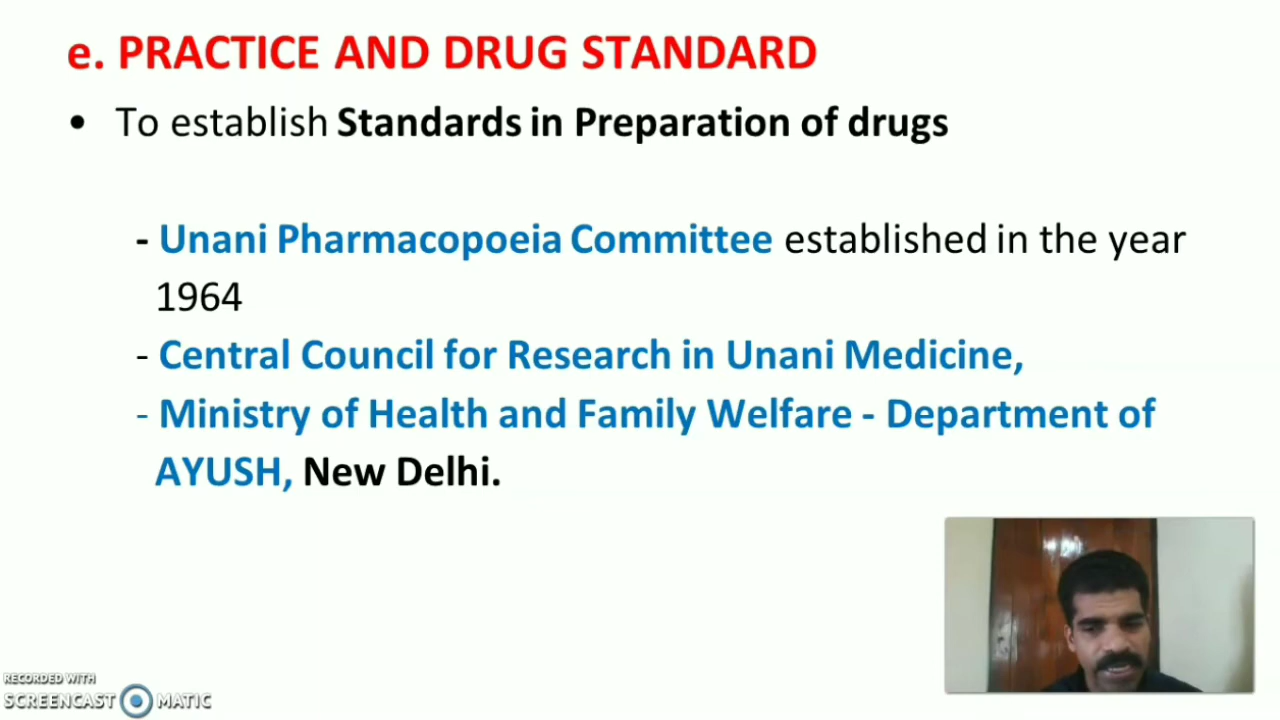 e. PRACTICE AND DRUG STANDARD
• To establish Standards in Preparation of drugs
- Unani Pharmacopoeia Committee established in the year
1964
- Central Council for Research in Unani Medicine,
- Ministry of Health and Family Welfare - Department of
AYUSH, New Delhi.
RECORDED WITH
SCREENCAST MATIC